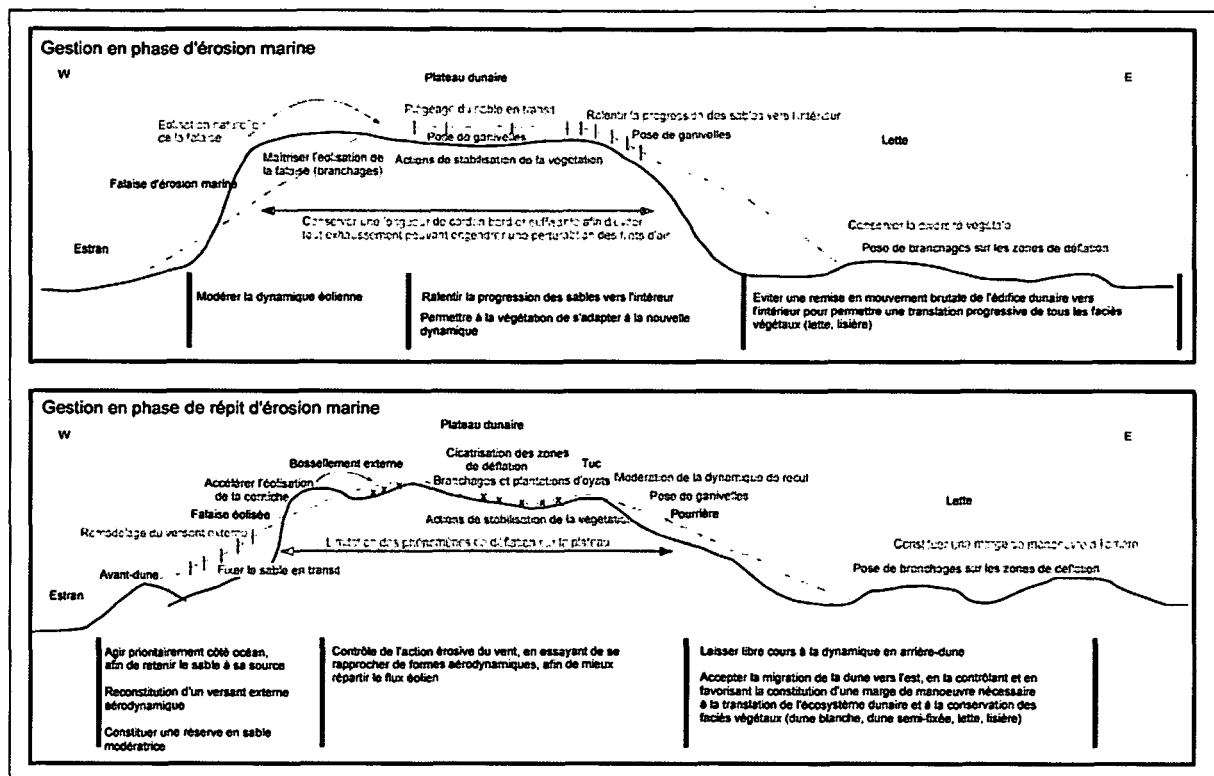 Gestion en phase d'érosion marine
W
E
Plateau dunaire
Piégeage du sable en transit
Ralentir la progression des sables vers l'intérieur
Eolisation naturelle
de la falaise
Pose de ganivelles
Pose de ganivelles
Lette
Maîtriser l'éolisation de
la falaise (branchages)
Actions de stabilisation de la végétation
Falaise d'érosion marine
Conserver une longueur de cordon bordier suffisante afin d'éviter
tout exhaussement pouvant engendrer une perturbation des flux d'air
Estran
Conserver la diversité végétale
Pose de branchages sur les zones de déflation
Modérer la dynamique éolienne
Ralentir la progression des sables vers l'intéreur
Permettre à la végétation de s'adapter à la nouvelle
dynamique
Eviter une remise en mouvement brutale de l'édifice dunaire vers
l'intérieur pour permettre une translation progressive de tous les faciès
végétaux (lette, lisière)
Gestion en phase de répit d'érosion marine
W
E
Plateau dunaire
Bossellement externe
Cicatrisation des zones
de déflation
Tuc
Accélérer l'éolisation
de la corniche
Branchages et plantations d'oyats
Modération de la dynamique de recul
Pose de ganivelles
Lette
Falaise éolisée
Actions de stabilisation de la végétation
Pourrière
Remodelage du versant externe
Limitation des phénomènes de déflation sur le plateau
Constituer une marge de manoeuvre à l'arrière
Avant-dune
Fixer le sable en transit
Pose de branchages sur les zones de déflation
Estran
Agir prioritairement côté océan,
afin de retenir le sable à sa source
Reconstitution d'un versant externe
aérodynamique
Constituer une réserve en sable
modératrice
Contrôle de l'action érosive du vent, en essayant de se
rapprocher de formes aérodynamiques, afin de mieux
répartir le flux éolien
Laisser libre cours à la dynamique en arrière-dune
Accepter la migration de la dune vers l'est, en la contrôlant et en
favorisant la constitution d'une marge de manoeuvre nécessaire
à la translation de l'écosystème dunaire et à la conservation des
faciès végétaux (dune blanche, dune semi-fixée, lette, lisière)